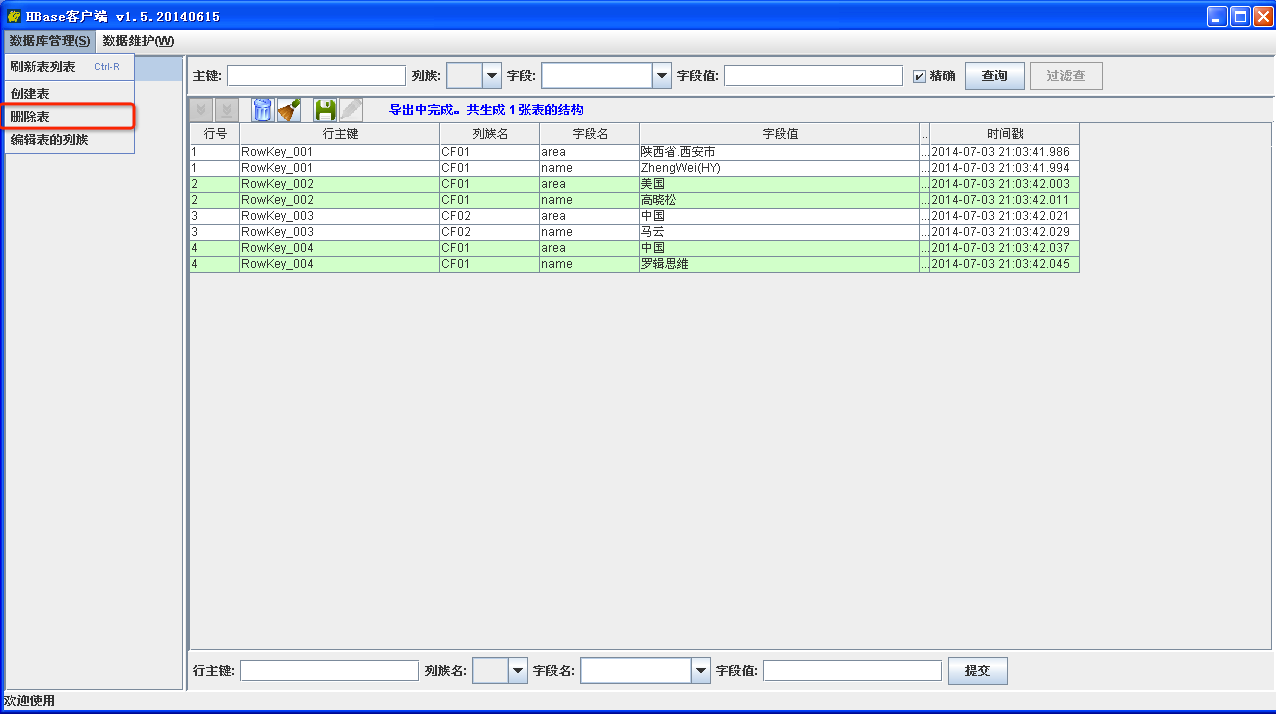 HBase客户端 v1.5.20140615
数据库管理(S) 数据维护(W)
刷新表列表 Ctrl-R
创建表
删除表
编辑表的列族
主键: 列族: 字段: 字段值: 精确 查询 过滤查
导出中完成。共生成 1 张表的结构
行号 行主键 列族名 字段名 字段值 .. 时间戳
1 RowKey_001 CF01 area 陕西省.西安市 ... 2014-07-03 21:03:41.986
1 RowKey_001 CF01 name ZhengWei(HY) ... 2014-07-03 21:03:41.994
2 RowKey_002 CF01 area 美国 ... 2014-07-03 21:03:42.003
2 RowKey_002 CF01 name 高晓松 ... 2014-07-03 21:03:42.011
3 RowKey_003 CF02 area 中国 ... 2014-07-03 21:03:42.021
3 RowKey_003 CF02 name 马云 ... 2014-07-03 21:03:42.029
4 RowKey_004 CF01 area 中国 ... 2014-07-03 21:03:42.037
4 RowKey_004 CF01 name 罗辑思维 ... 2014-07-03 21:03:42.045
行主键: 列族名: 字段名: 字段值: 提交
欢迎使用